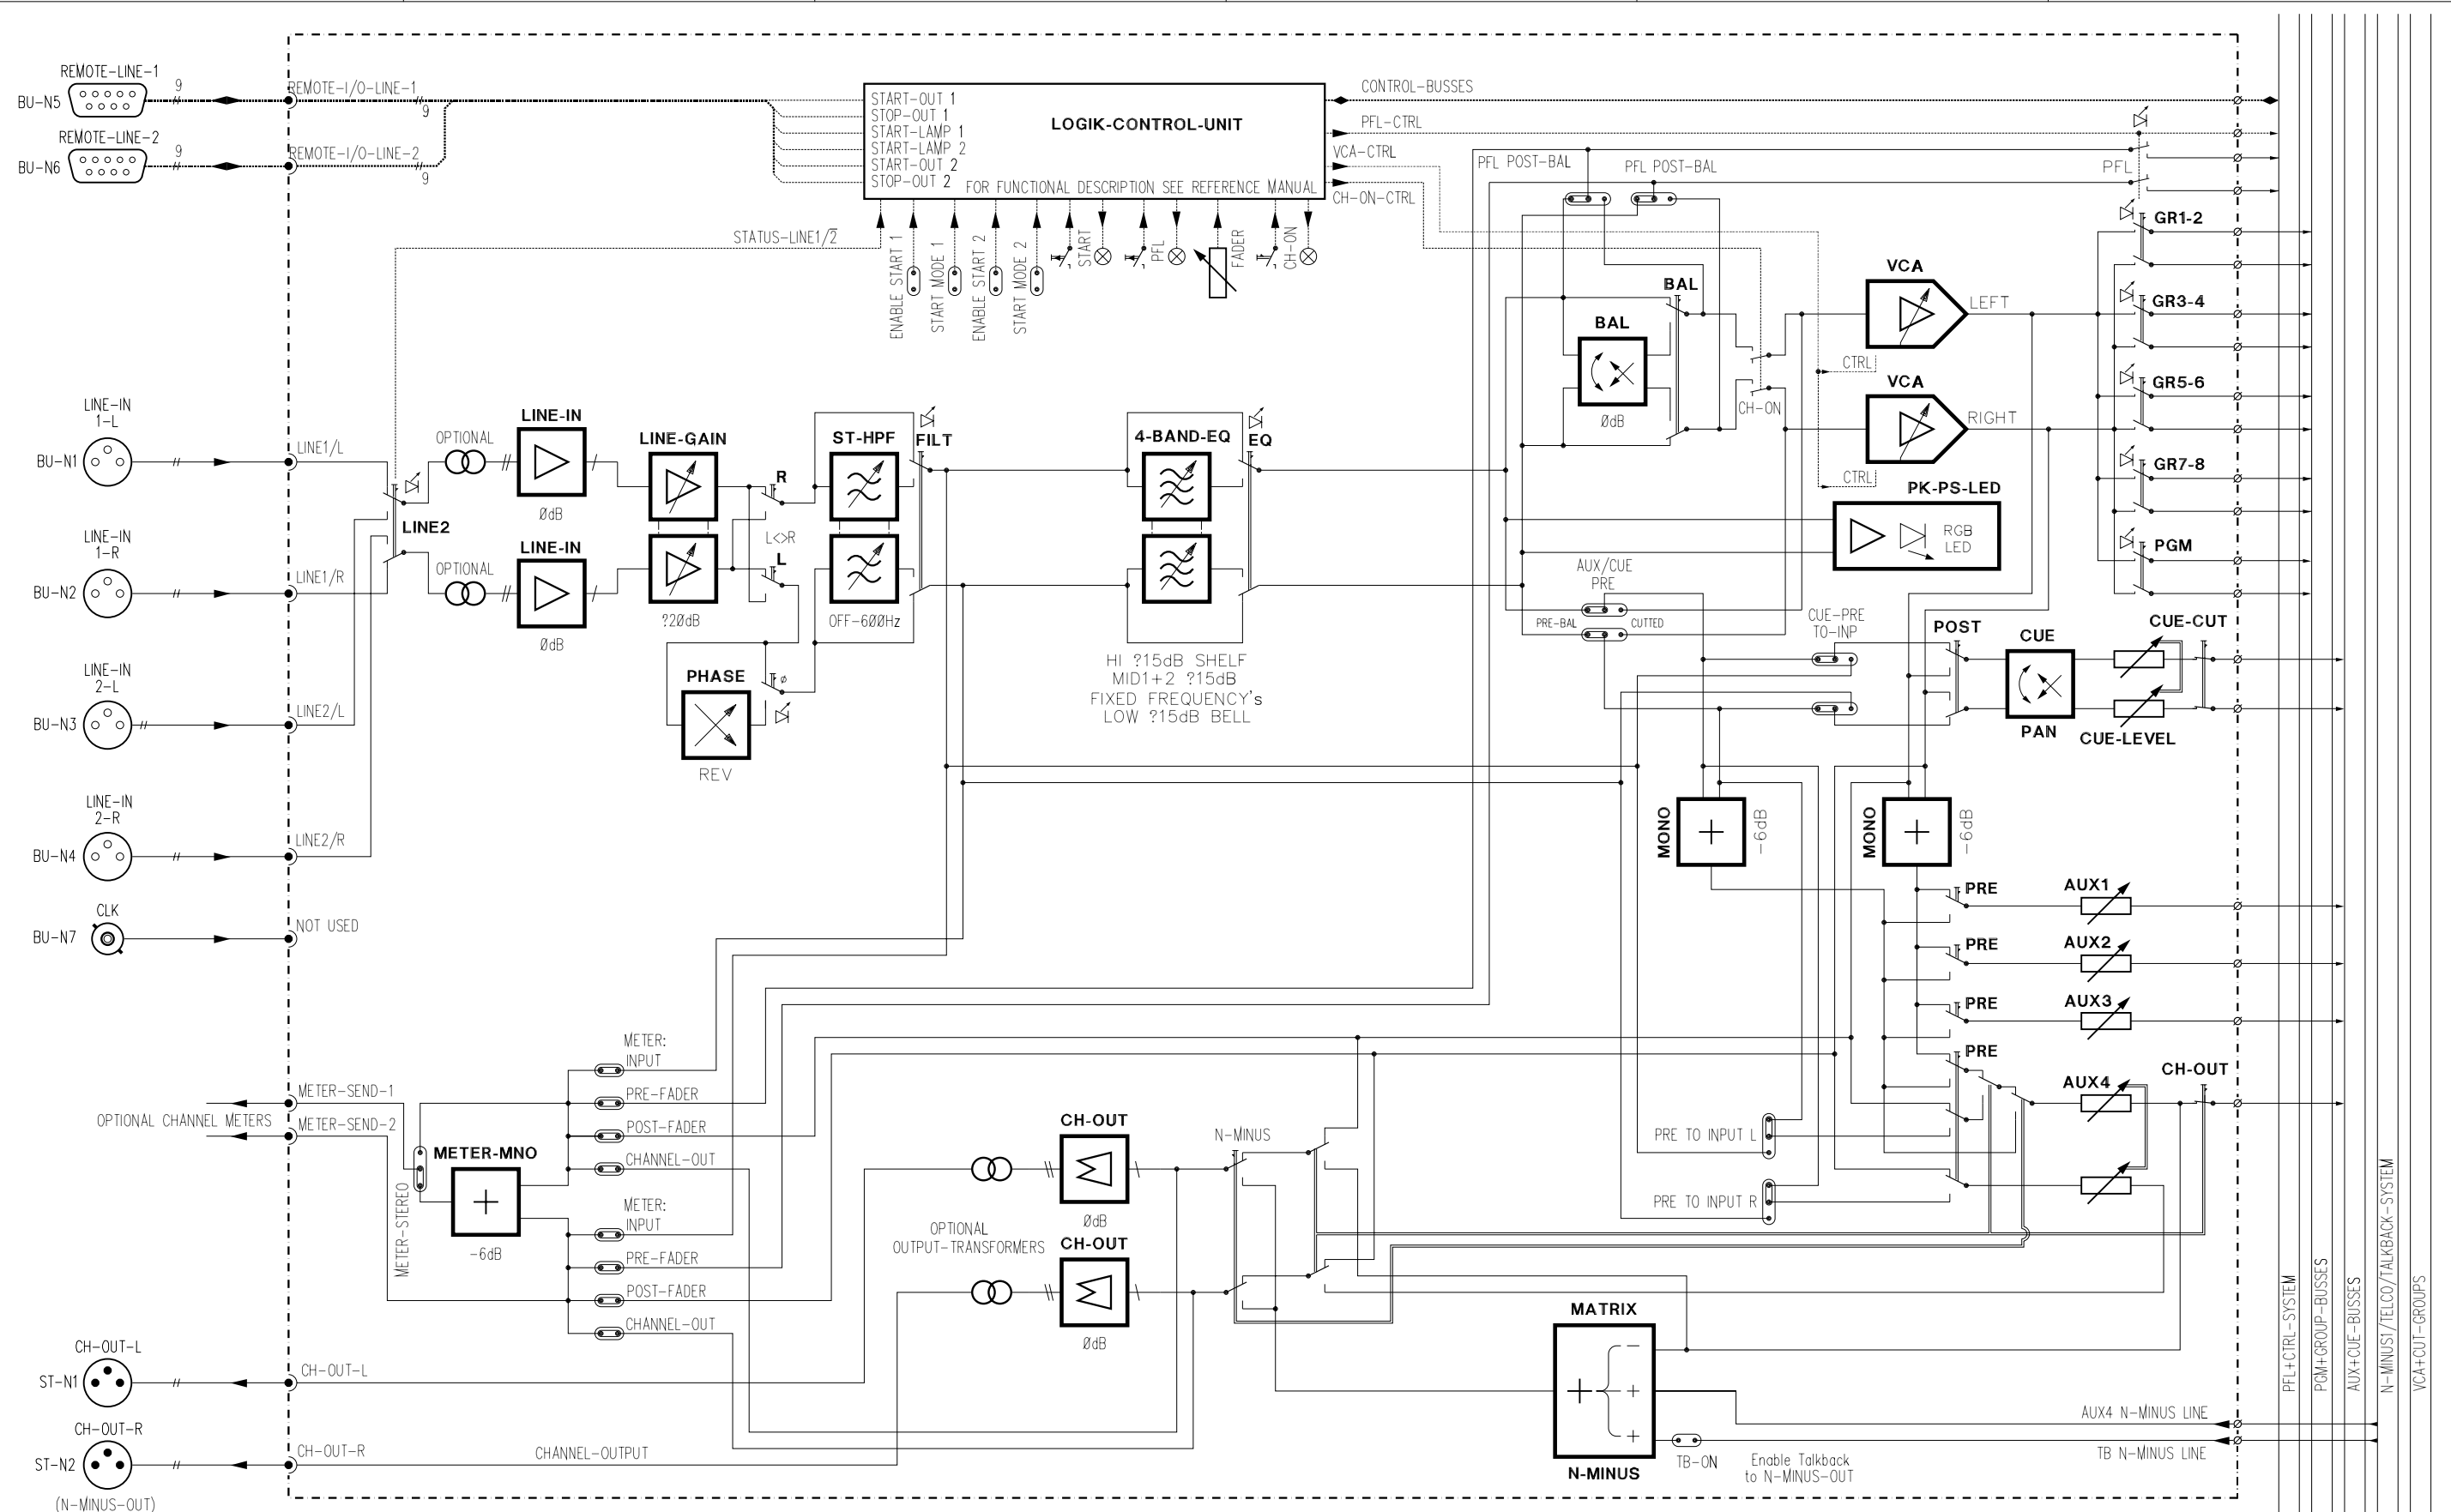 REMOTE-LINE-1
BU-N5
9
REMOTE-I/O-LINE-1
9
REMOTE-LINE-2
BU-N6
9
REMOTE-I/O-LINE-2
9
START-OUT 1
STOP-OUT 1
START-LAMP 1
START-LAMP 2
START-OUT 2
STOP-OUT 2
LOGIK-CONTROL-UNIT
FOR FUNCTIONAL DESCRIPTION SEE REFERENCE MANUAL
CONTROL-BUSSES
PFL-CTRL
VCA-CTRL
CH-ON-CTRL
PFL POST-BAL
PFL POST-BAL
PFL
STATUS-LINE1/2
ENABLE START 1
START MODE 1
ENABLE START 2
START MODE 2
START
PFL
FADER
CH-ON
GR1-2
GR3-4
GR5-6
GR7-8
PGM
BAL
BAL
ØdB
CH-ON
VCA
LEFT
CTRL
VCA
RIGHT
CTRL
PK-PS-LED
RGB
LED
LINE-IN
1-L
BU-N1
LINE1/L
LINE-IN
1-R
BU-N2
LINE1/R
LINE-IN
2-L
BU-N3
LINE2/L
LINE-IN
2-R
BU-N4
LINE2/R
CLK
BU-N7
NOT USED
LINE2
OPTIONAL
OPTIONAL
LINE-IN
ØdB
LINE-IN
ØdB
LINE-GAIN
?2ØdB
R
L<>R
L
PHASE
ø
REV
ST-HPF
OFF-6ØØHz
FILT
4-BAND-EQ
EQ
HI ?15dB SHELF
MID1+2 ?15dB
FIXED FREQUENCY's
LOW ?15dB BELL
AUX/CUE
PRE
PRE-BAL
CUTTED
CUE-PRE
TO-INP
POST
CUE
PAN
CUE-CUT
CUE-LEVEL
MONO
-6dB
MONO
-6dB
PRE
AUX1
PRE
AUX2
PRE
AUX3
PRE
AUX4
CH-OUT
PRE TO INPUT L
PRE TO INPUT R
METER-SEND-1
OPTIONAL CHANNEL METERS
METER-SEND-2
METER-STEREO
METER-MNO
-6dB
METER:
INPUT
PRE-FADER
POST-FADER
CHANNEL-OUT
METER:
INPUT
PRE-FADER
POST-FADER
CHANNEL-OUT
OPTIONAL
OUTPUT-TRANSFORMERS
CH-OUT
ØdB
CH-OUT
ØdB
N-MINUS
MATRIX
N-MINUS
TB-ON
Enable Talkback
to N-MINUS-OUT
AUX4 N-MINUS LINE
TB N-MINUS LINE
CH-OUT-L
ST-N1
CH-OUT-L
CH-OUT-R
ST-N2
CH-OUT-R
(N-MINUS-OUT)
CHANNEL-OUTPUT
PFL+CTRL-SYSTEM
PGM+GROUP-BUSSES
AUX+CUE-BUSSES
N-MINUS1/TELCO/TALKBACK-SYSTEM
VCA+CUT-GROUPS